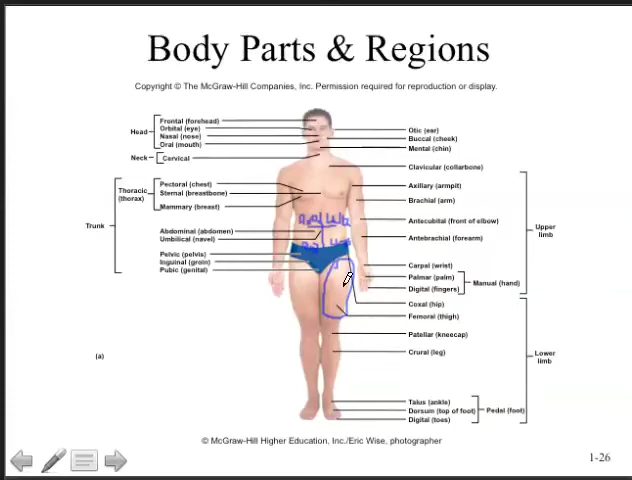 Body Parts & Regions
Copyright © The McGraw-Hill Companies, Inc. Permission required for reproduction or display.
Head
Frontal (forehead)
Orbital (eye)
Nasal (nose)
Oral (mouth)
Neck
Cervical
Trunk
Thoracic
(thorax)
Pectoral (chest)
Sternal (breastbone)
Mammary (breast)
Abdominal (abdomen)
Umbilical (navel)
Pelvic (pelvis)
Inguinal (groin)
Pubic (genital)
(a)
Otic (ear)
Buccal (cheek)
Mental (chin)
Clavicular (collarbone)
Axillary (armpit)
Brachial (arm)
Antecubital (front of elbow)
Antebrachial (forearm)
Carpal (wrist)
Palmar (palm)
Digital (fingers)
Manual (hand)
Upper
limb
Coxal (hip)
Femoral (thigh)
Patellar (kneecap)
Crural (leg)
Talus (ankle)
Dorsum (top of foot)
Digital (toes)
Pedal (foot)
Lower
limb
© McGraw-Hill Higher Education, Inc./Eric Wise, photographer
1-26